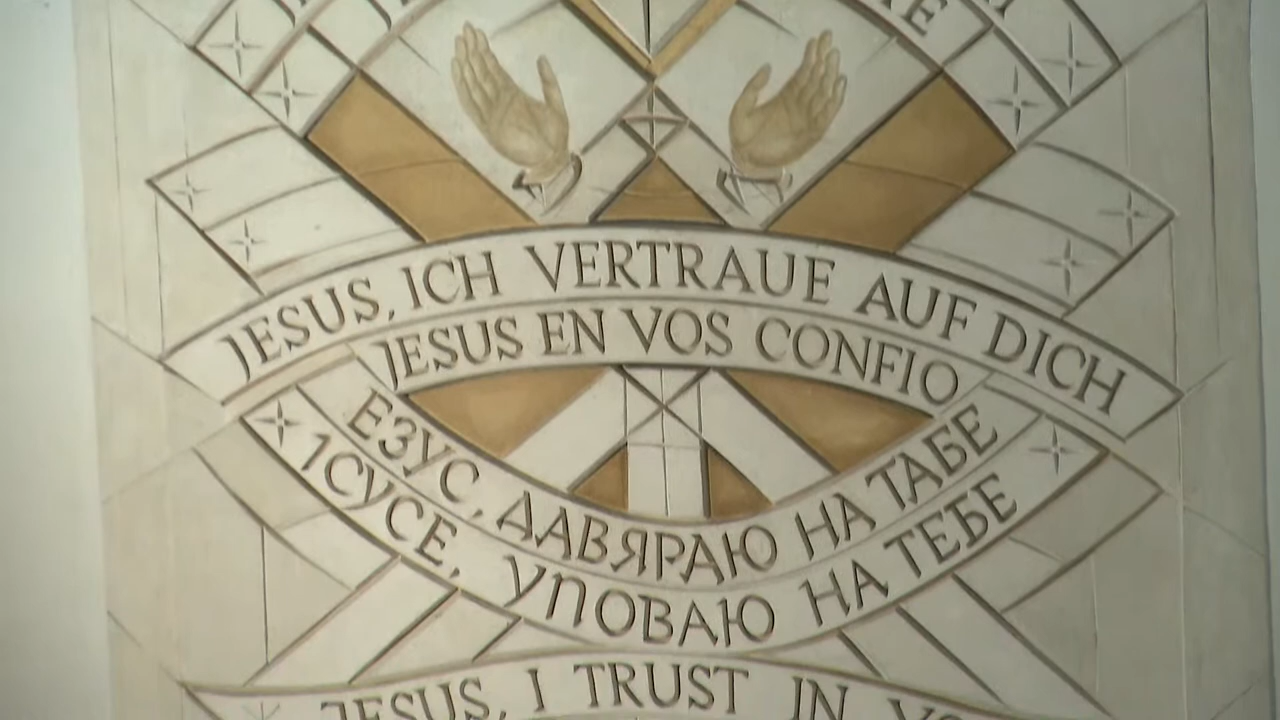 JESUS, ICH VERTRAUE AUF DICH
JESUS EN VOS CONFIO
ЕЗУС, ДАВЯРАЮ НА ТАБЕ
ІСУСЕ, УПОВАЮ НА ТЕБЕ
JESUS, I TRUST IN